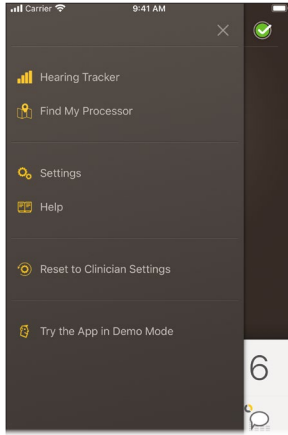 Carrier 9:41 AM
Hearing Tracker
Find My Processor
Settings
Help
Reset to Clinician Settings
Try the App in Demo Mode
6